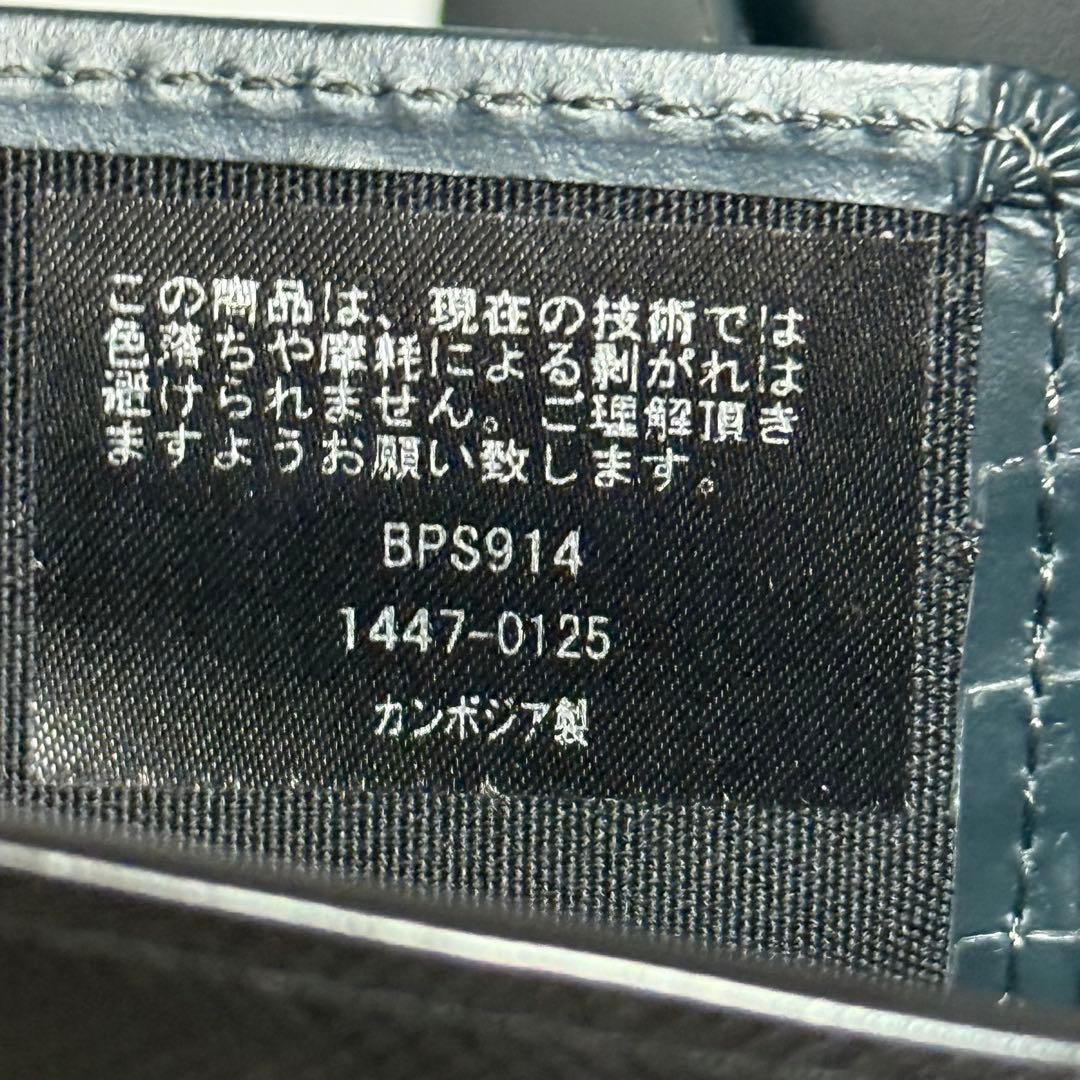 この商品は、現在の技術では
色落ちや摩耗による剥がれは
避けられません。ご理解頂き
ますようお願い致します。
BPS914
1447-0125
カンボジア製